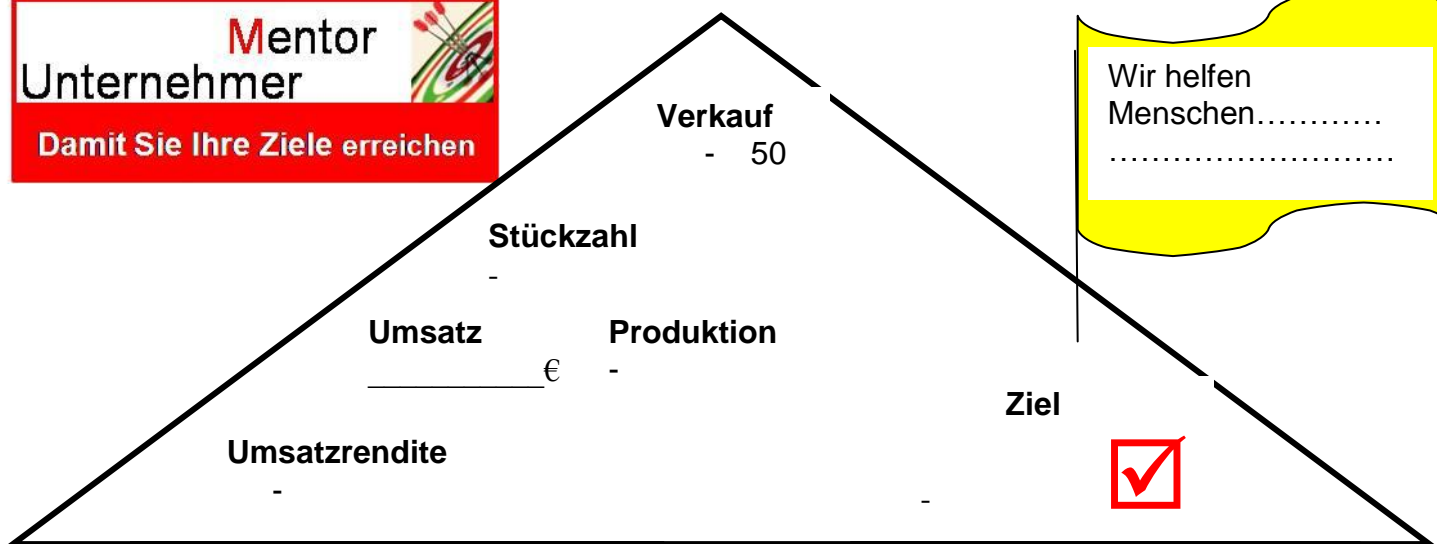 Mentor
Unternehmer
Damit Sie Ihre Ziele erreichen
Wir helfen
Menschen…………
………………………
Verkauf
- 50
Stückzahl
-
Umsatz Produktion
__________€ -
Ziel
Umsatzrendite
- -